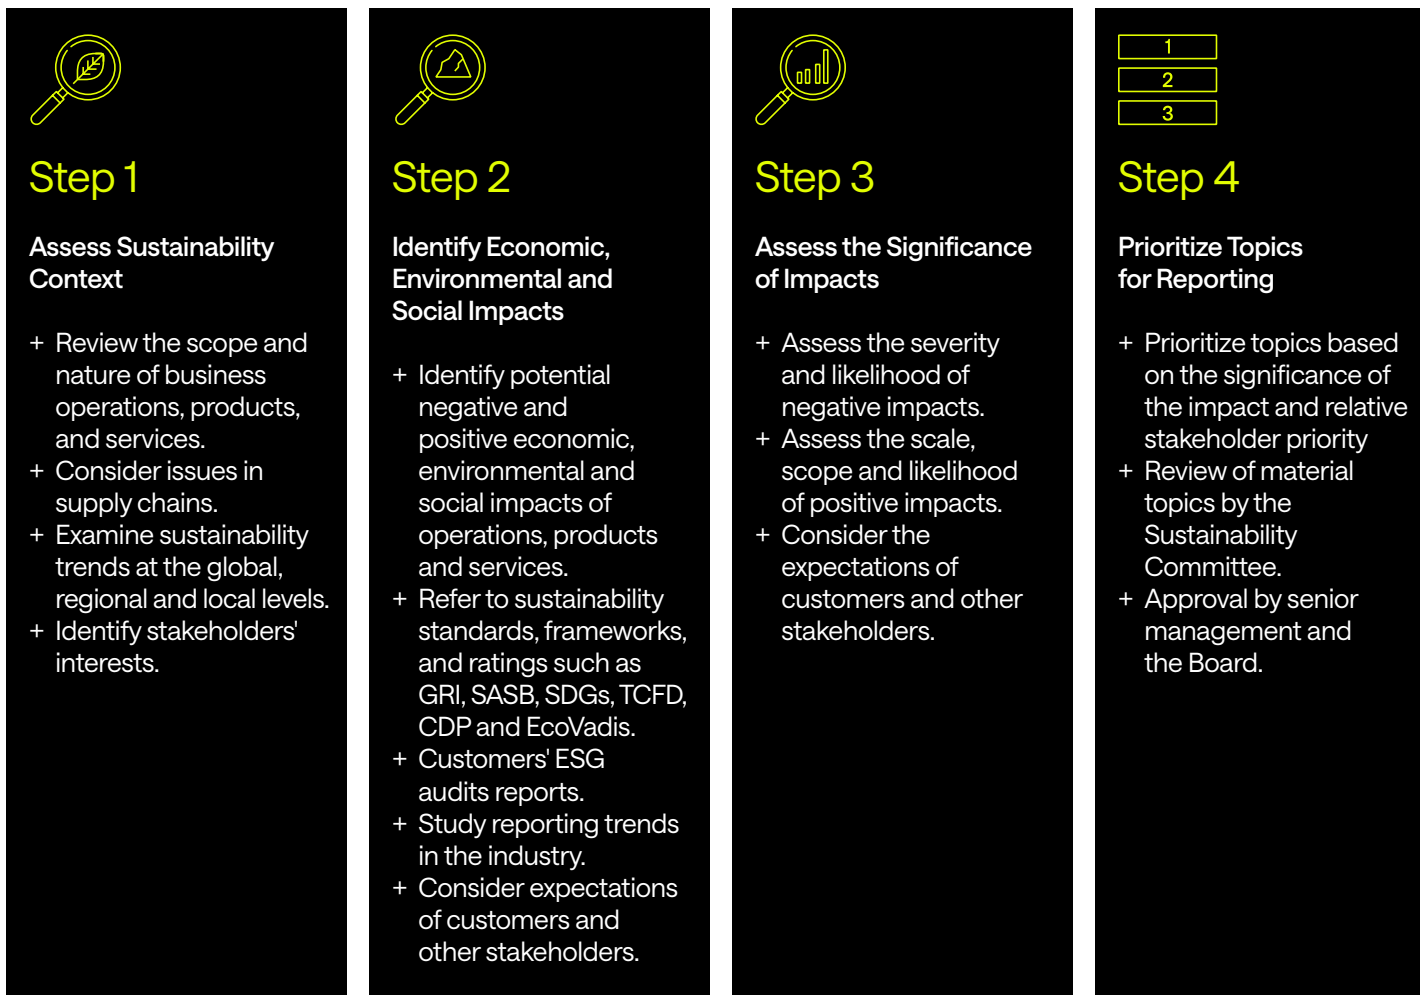 Step 1
Assess Sustainability
Context
+ Review the scope and
nature of business
operations, products,
and services.
+ Consider issues in
supply chains.
+ Examine sustainability
trends at the global,
regional and local levels.
+ Identify stakeholders'
interests.
Step 2
Identify Economic,
Environmental and
Social Impacts
+ Identify potential
negative and
positive economic,
environmental and
social impacts of
operations, products
and services.
+ Refer to sustainability
standards, frameworks,
and ratings such as
GRI, SASB, SDGs, TCFD,
CDP and EcoVadis.
+ Customers' ESG
audits reports.
+ Study reporting trends
in the industry.
+ Consider expectations
of customers and
other stakeholders.
Step 3
Assess the Significance
of Impacts
+ Assess the severity
and likelihood of
negative impacts.
+ Assess the scale,
scope and likelihood
of positive impacts.
+ Consider the
expectations of
customers and other
stakeholders.
1
2
3
Step 4
Prioritize Topics
for Reporting
+ Prioritize topics based
on the significance of
the impact and relative
stakeholder priority
+ Review of material
topics by the
Sustainability
Committee.
+ Approval by senior
management and
the Board.